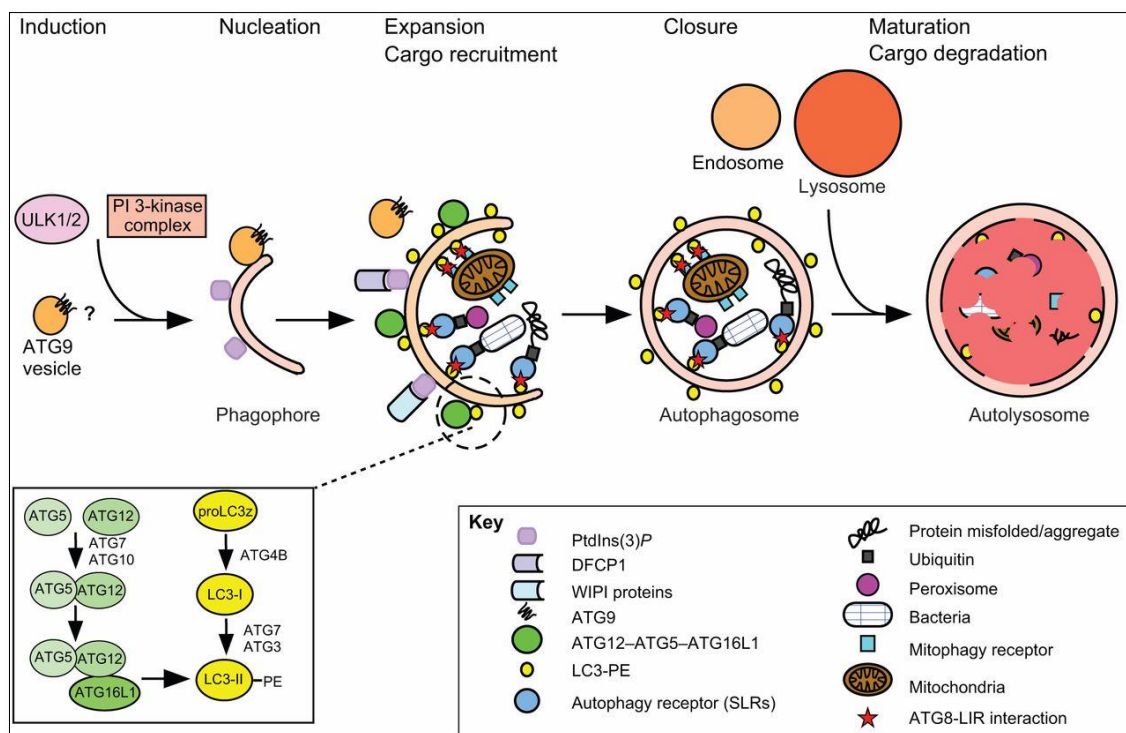 Induction
Nucleation
Expansion
Cargo recruitment
Closure
Maturation
Cargo degradation
Endosome
Lysosome
ULK1/2
PI 3-kinase
complex
?
ATG9
vesicle
Phagophore
Autophagosome
Autolysosome
ATG5
ATG12
ATG7
ATG10
ATG5
ATG12
ATG5
ATG12
ATG16L1
proLC3z
ATG4B
LC3-I
ATG7
ATG3
LC3-II
PE
Key
PtdIns(3)P
DFCP1
WIPI proteins
ATG9
ATG12–ATG5–ATG16L1
LC3-PE
Autophagy receptor (SLRs)
Protein misfolded/aggregate
Ubiquitin
Peroxisome
Bacteria
Mitophagy receptor
Mitochondria
ATG8-LIR interaction